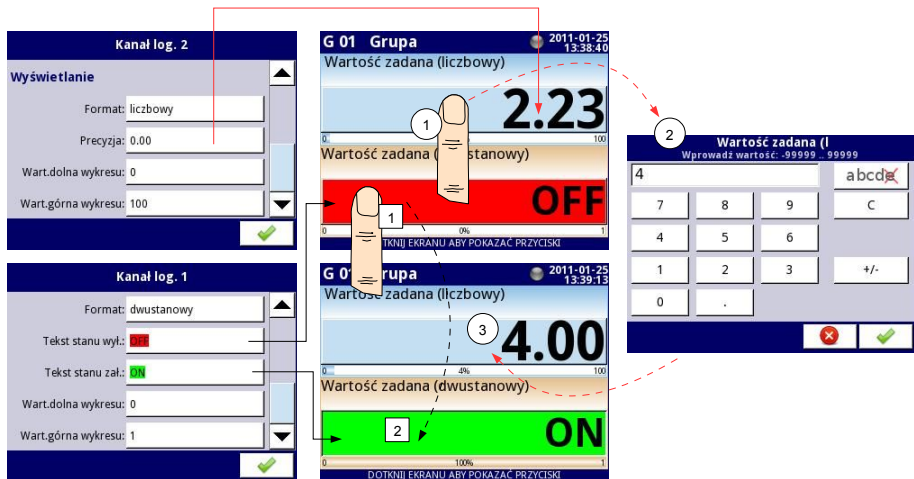 Kanał log. 2
Wyświetlanie
Format: liczbowy
Precyzja: 0.00
Wart.dolna wykresu: 0
Wart.górna wykresu: 100
G 01 Grupa
2011-01-25
13:38:40
Wartość zadana (liczbowy)
1
2.23
0 100
Wartość zadana ( stanowy)
1
OFF
0 0% 1
DOTKNIJ EKRANU ABY POKAZAĆ PRZYCISKI
2
Wartość zadana (l
Wprowadź wartość: -99999 .. 99999
4
abcde
7 8 9 C
4 5 6
1 2 3 +/-
0 .
Kanał log. 1
Format: dwustanowy
Tekst stanu wył.: OFF
Tekst stanu zał.: ON
Wart.dolna wykresu: 0
Wart.górna wykresu: 1
G 01 rupa
2011-01-25
13:39:13
Wartość zadana (liczbowy)
3
4.00
0 4% 100
Wartość zadana (dwustanowy)
2
ON
0 100% 1
DOTKNIJ EKRANU ABY POKAZAĆ PRZYCISKI